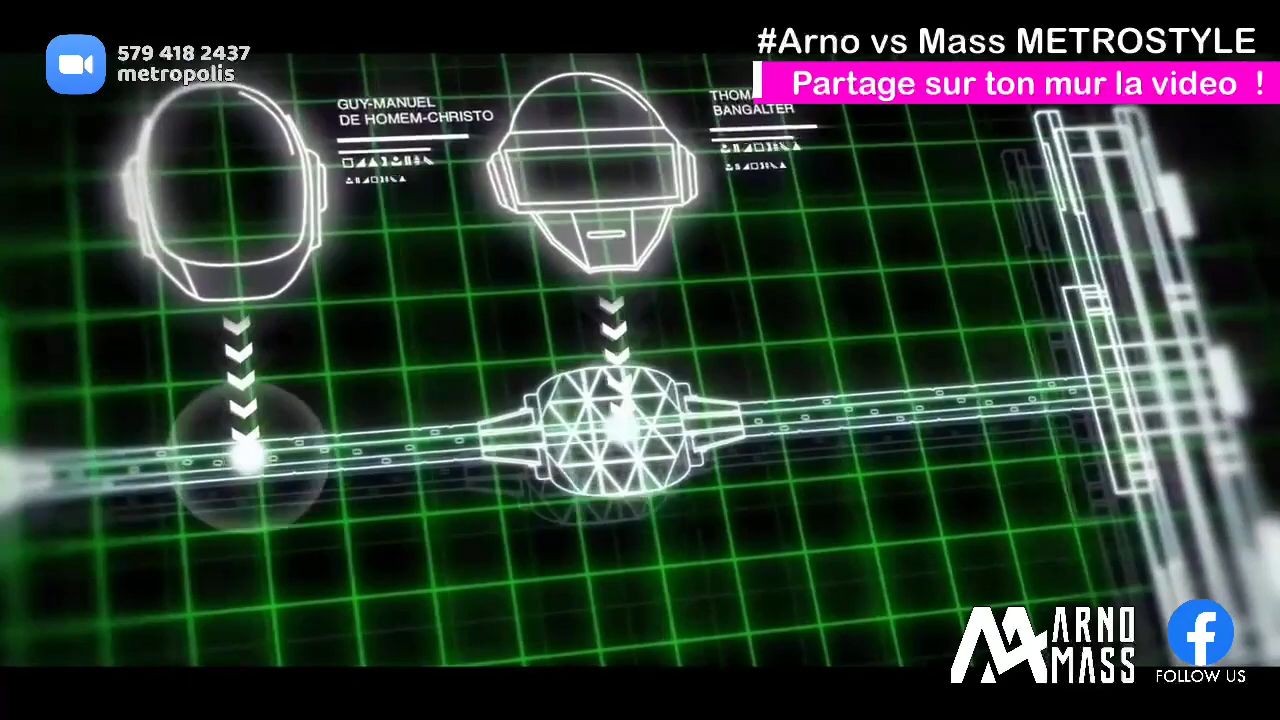 579 418 2437
metropolis
#Arno vs Mass METROSTYLE
Partage sur ton mur la video !
GUY-MANUEL
DE HOMEM-CHRISTO
BANGALTER
ARNO
MASS
FOLLOW US